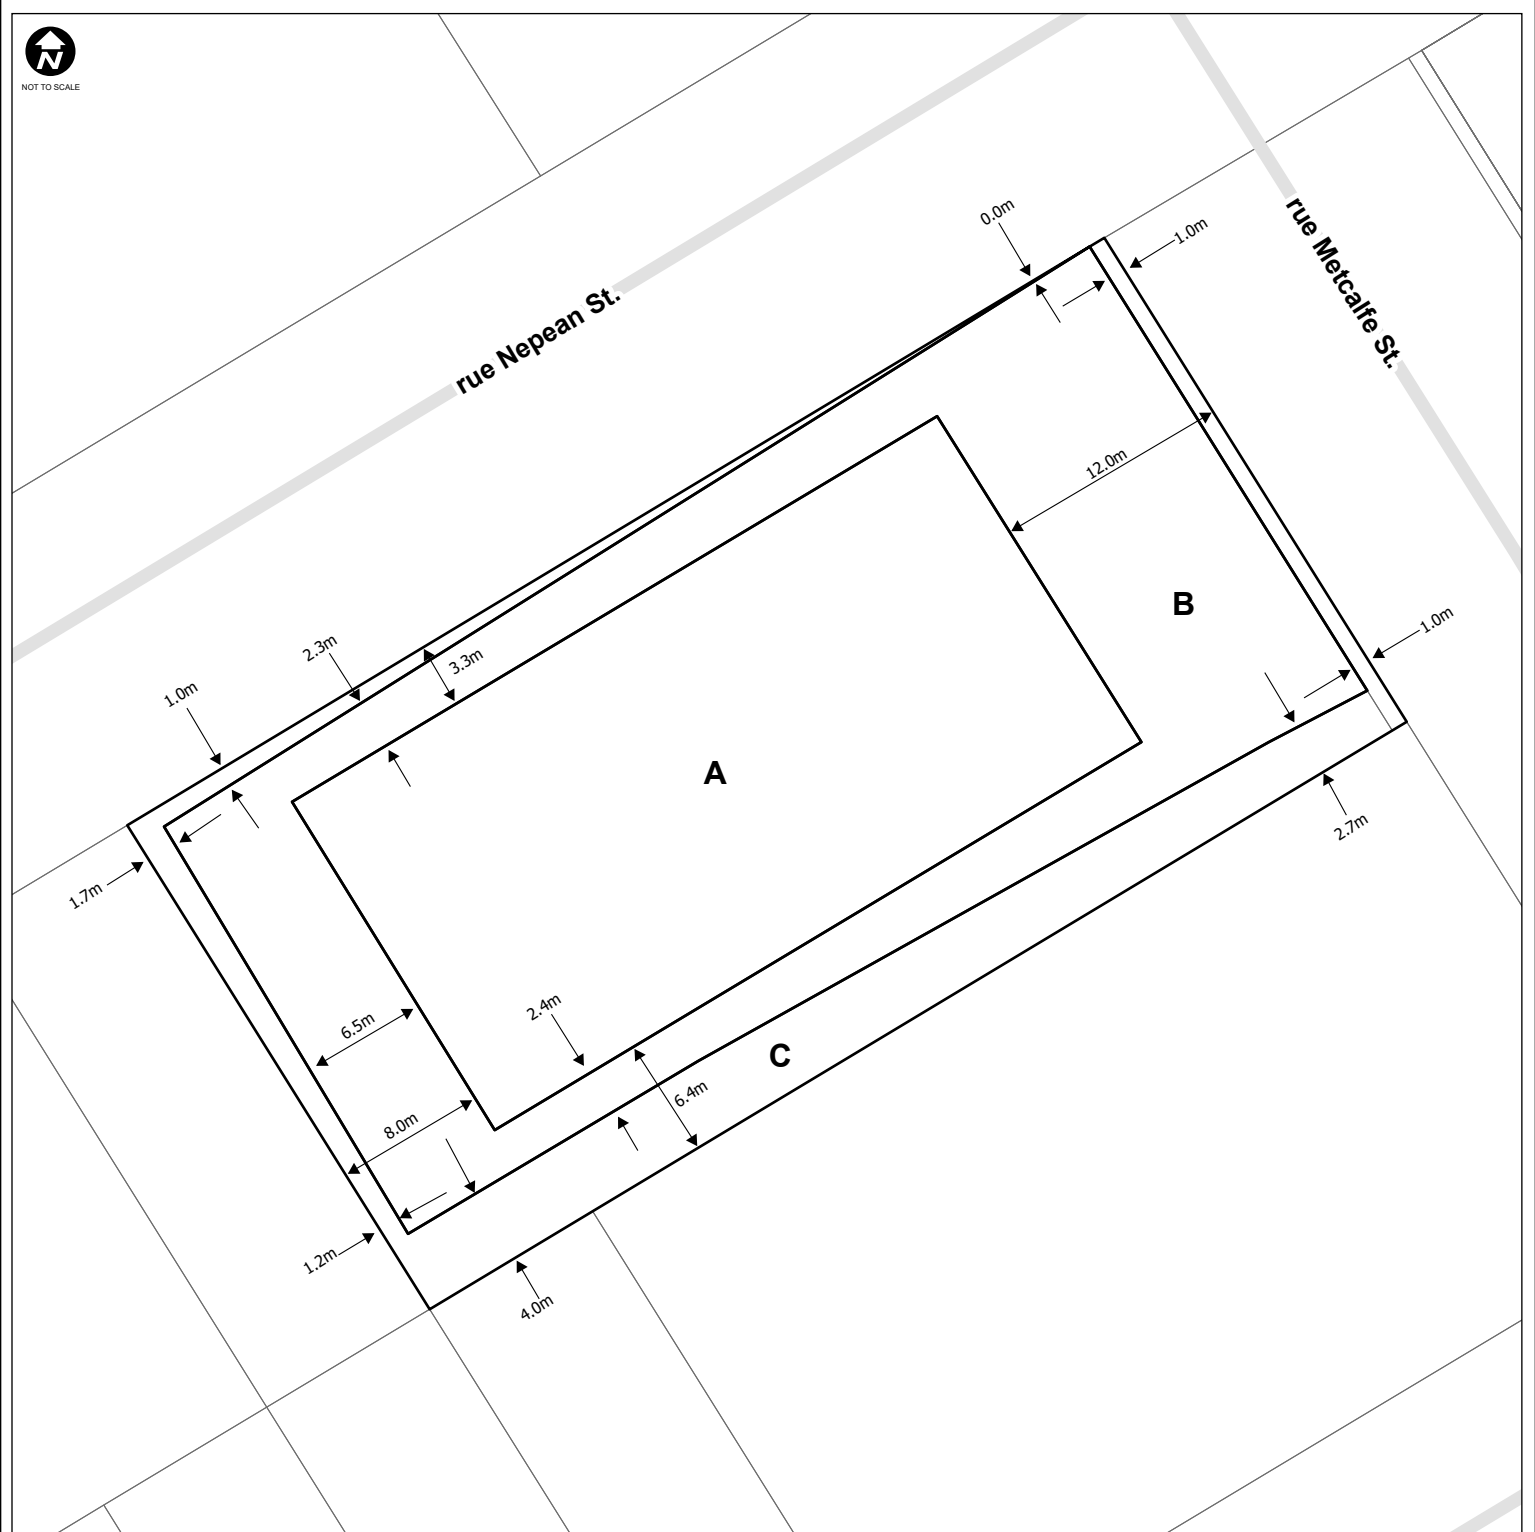 N
NOT TO SCALE
0.0m
1.0m
rue Metcalfe St.
rue Nepean St.
12.0m
B
2.3m
3.3m
1.0m
1.0m
A
2.7m
1.7m
2.4m
6.5m
C
6.4m
8.0m
1.2m
4.0m